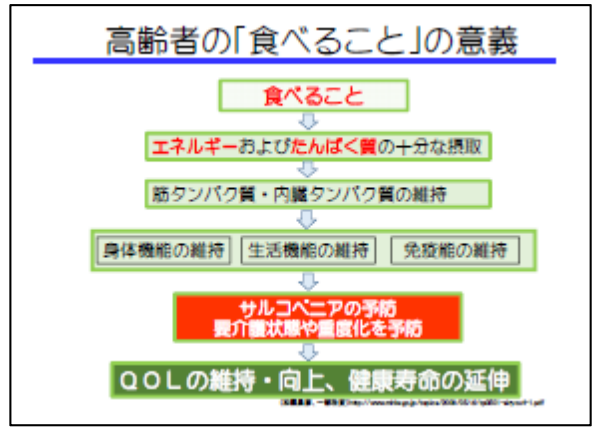 高齢者の「食べること」の意義
食べること
エネルギーおよびたんぱく質の十分な摂取
筋タンパク質・内臓タンパク質の維持
身体機能の維持 生活機能の維持 免疫能の維持
サルコペニアの予防
要介護状態や重度化を予防
QOLの維持・向上、健康寿命の延伸